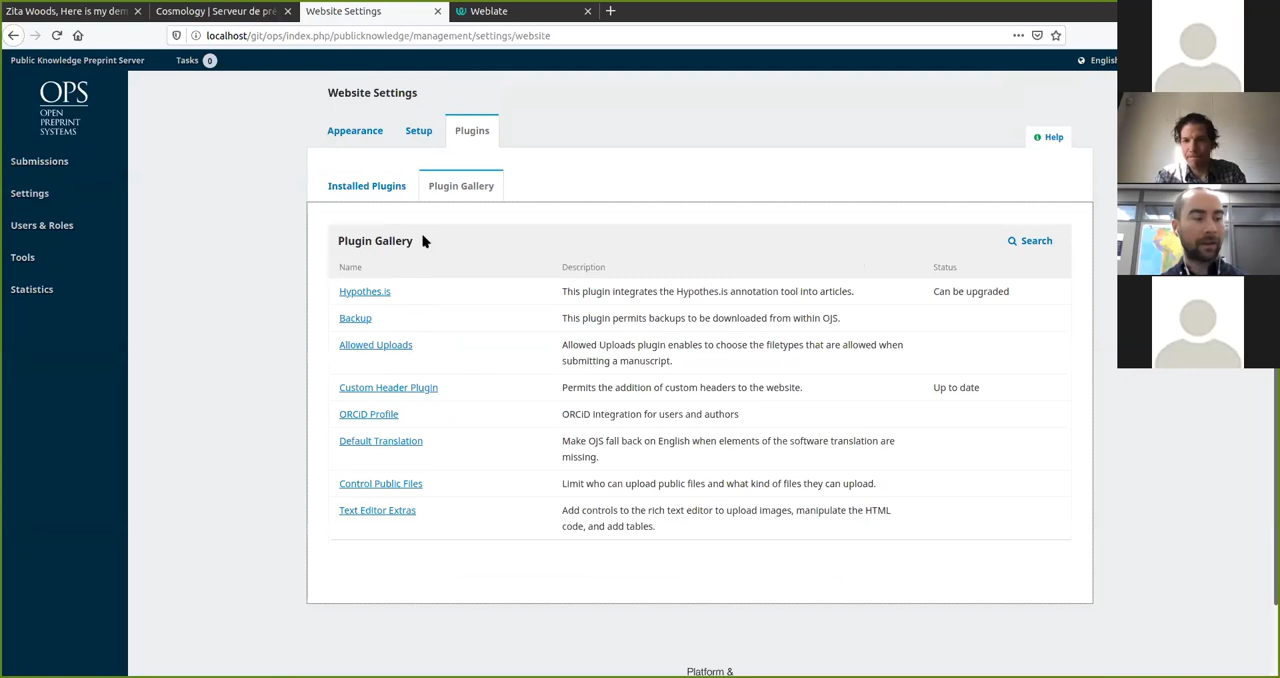 Zita Woods, Here is my dem
Cosmology | Serveur de pré
Website Settings
Weblate
localhost/git/ops/index.php/publicknowledge/management/settings/website
Public Knowledge Preprint Server
Tasks 0
English
OPS
OPEN
PREPRINT
SYSTEMS
Submissions
Settings
Users & Roles
Tools
Statistics
Website Settings
Appearance
Setup
Plugins
Help
Installed Plugins
Plugin Gallery
Plugin Gallery
Search
Name
Description
Status
Hypothes.is
This plugin integrates the Hypothes.is annotation tool into articles.
Can be upgraded
Backup
This plugin permits backups to be downloaded from within OJS.
Allowed Uploads
Allowed Uploads plugin enables to choose the filetypes that are allowed when
submitting a manuscript.
Custom Header Plugin
Permits the addition of custom headers to the website.
Up to date
ORCiD Profile
ORCiD integration for users and authors
Default Translation
Make OJS fall back on English when elements of the software translation are
missing.
Control Public Files
Limit who can upload public files and what kind of files they can upload.
Text Editor Extras
Add controls to the rich text editor to upload images, manipulate the HTML
code, and add tables.
Platform &